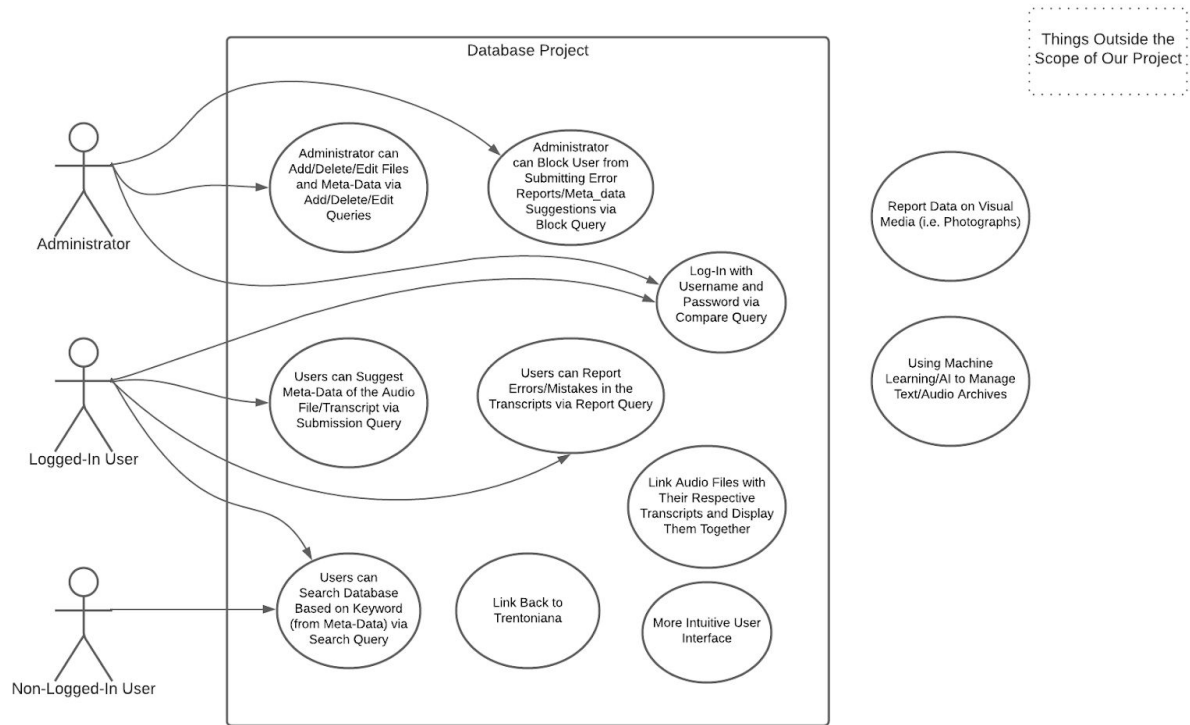 Database Project
Things Outside the
Scope of Our Project
Administrator
Administrator can
Add/Delete/Edit Files
and Meta-Data via
Add/Delete/Edit
Queries
Administrator
can Block User from
Submitting Error
Reports/Meta_data
Suggestions via
Block Query
Report Data on Visual
Media (i.e. Photographs)
Log-In with
Username and
Password via
Compare Query
Logged-In User
Users can Suggest
Meta-Data of the Audio
File/Transcript via
Submission Query
Users can Report
Errors/Mistakes in the
Transcripts via Report Query
Using Machine
Learning/AI to Manage
Text/Audio Archives
Link Audio Files with
Their Respective
Transcripts and Display
Them Together
Non-Logged-In User
Users can
Search Database
Based on Keyword
(from Meta-Data) via
Search Query
Link Back to
Trentoniana
More Intuitive User
Interface